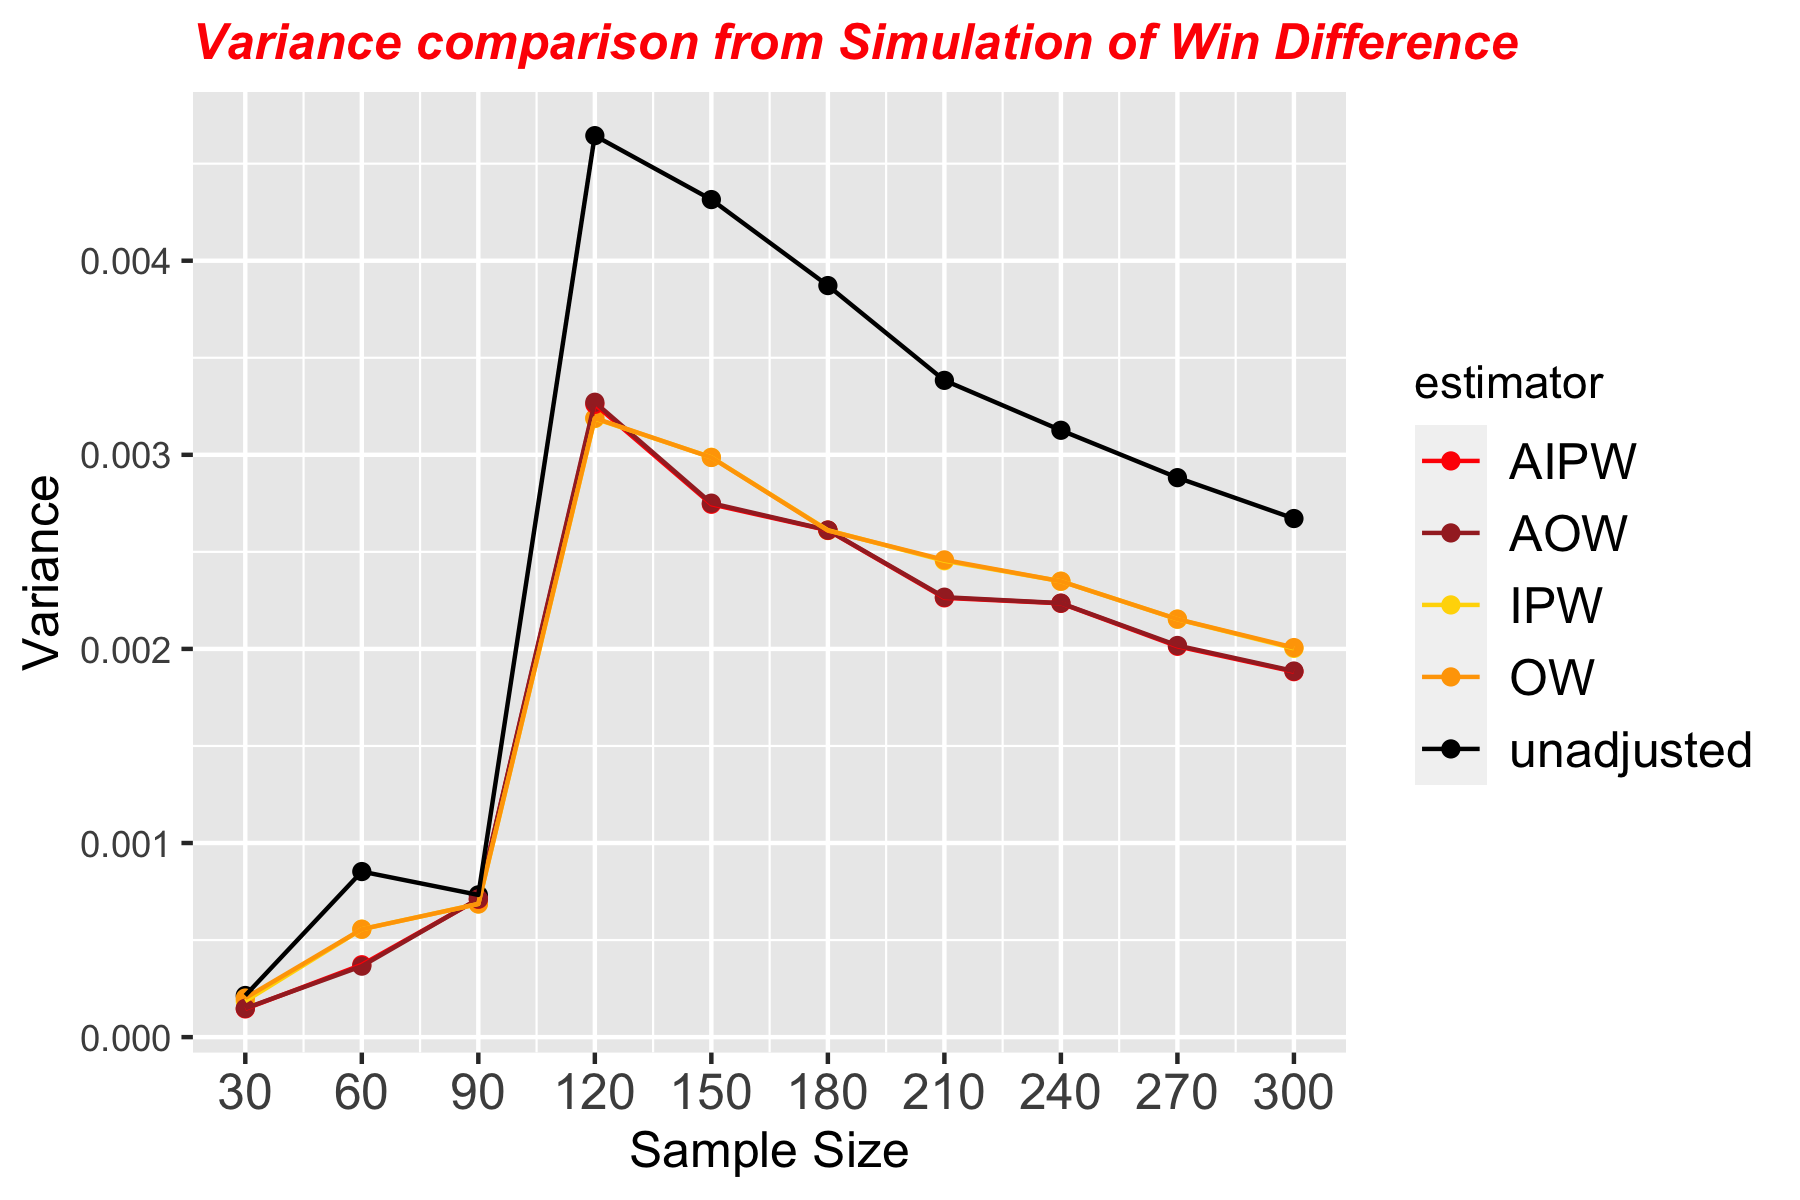 Variance comparison from Simulation of Win Difference
Variance
0.004
0.003
0.002
0.001
0.000
30 60 90 120 150 180 210 240 270 300
Sample Size
estimator
AIPW
AOW
IPW
OW
unadjusted